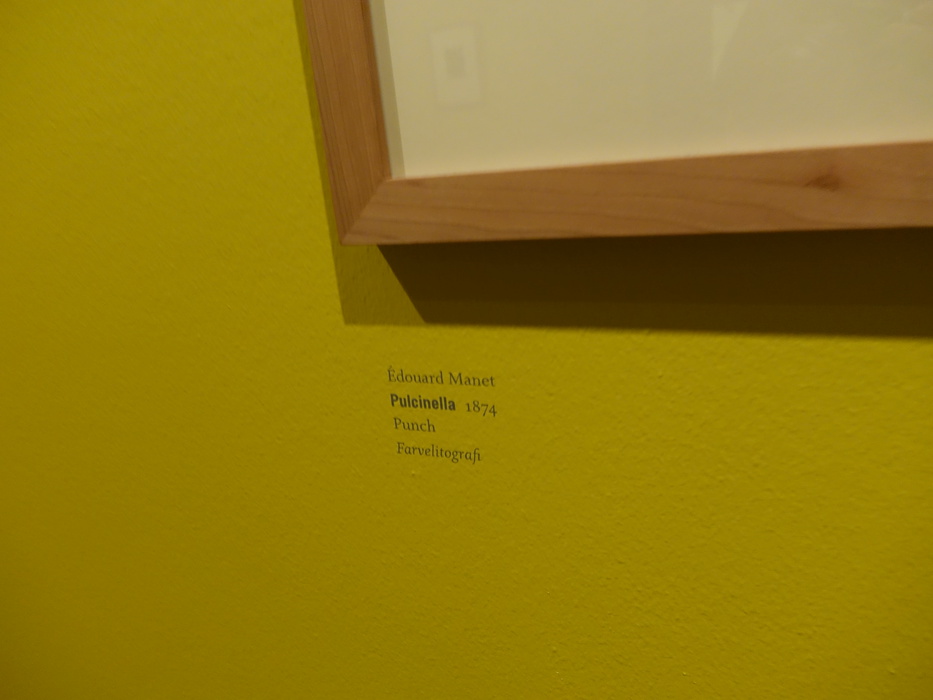 Édouard Manet
Pulcinella 1874
Punch
Farvelitografi